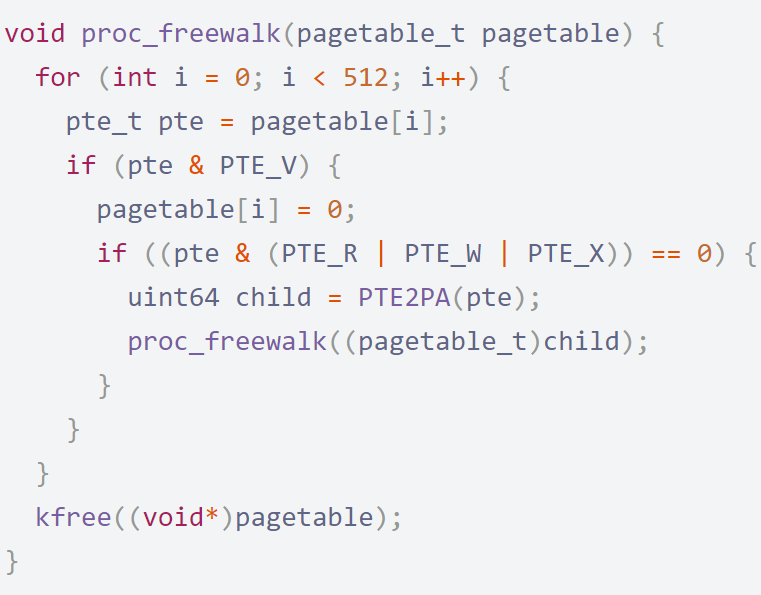 void proc_freewalk(pagetable_t pagetable) {
  for (int i = 0; i < 512; i++) {
    pte_t pte = pagetable[i];
    if (pte & PTE_V) {
      pagetable[i] = 0;
      if ((pte & (PTE_R | PTE_W | PTE_X)) == 0) {
        uint64 child = PTE2PA(pte);
        proc_freewalk((pagetable_t)child);
      }
    }
  }
  kfree((void*)pagetable);
}